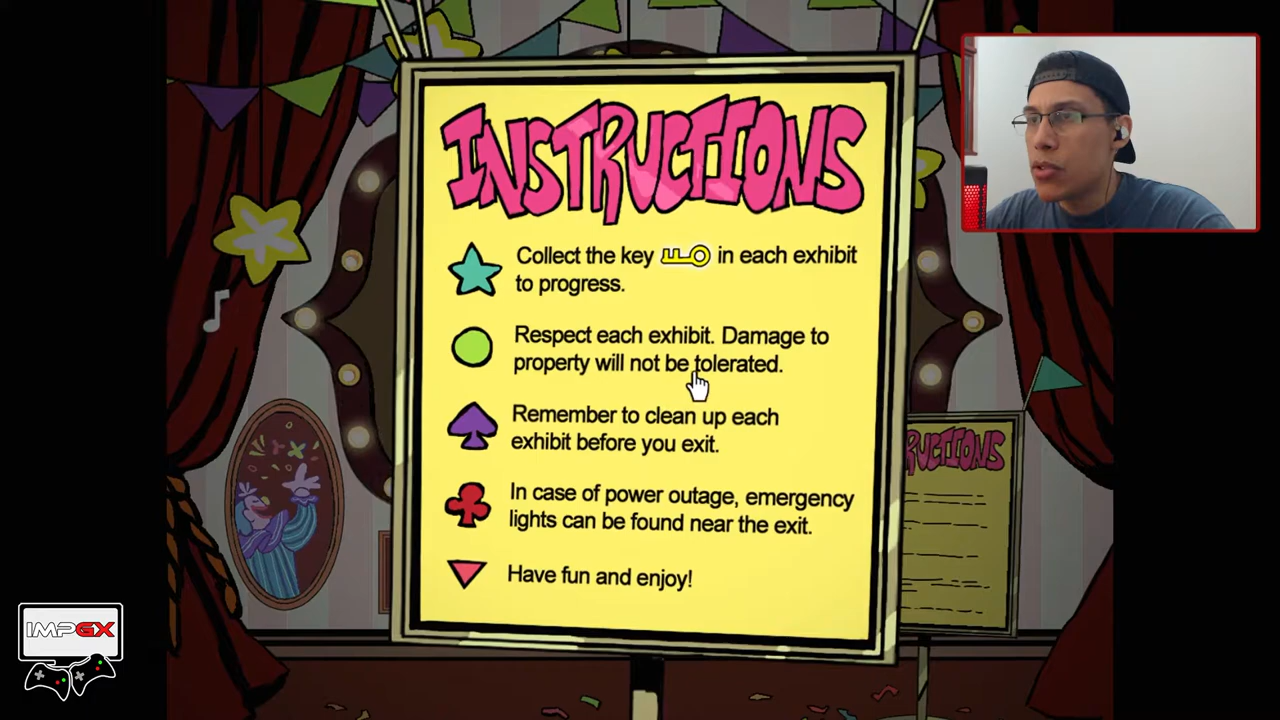 INSTRUCTIONS
Collect the key in each exhibit
to progress.
Respect each exhibit. Damage to
property will not be tolerated.
Remember to clean up each
exhibit before you exit.
In case of power outage, emergency
lights can be found near the exit.
Have fun and enjoy!
RUCTIONS
IMPGX